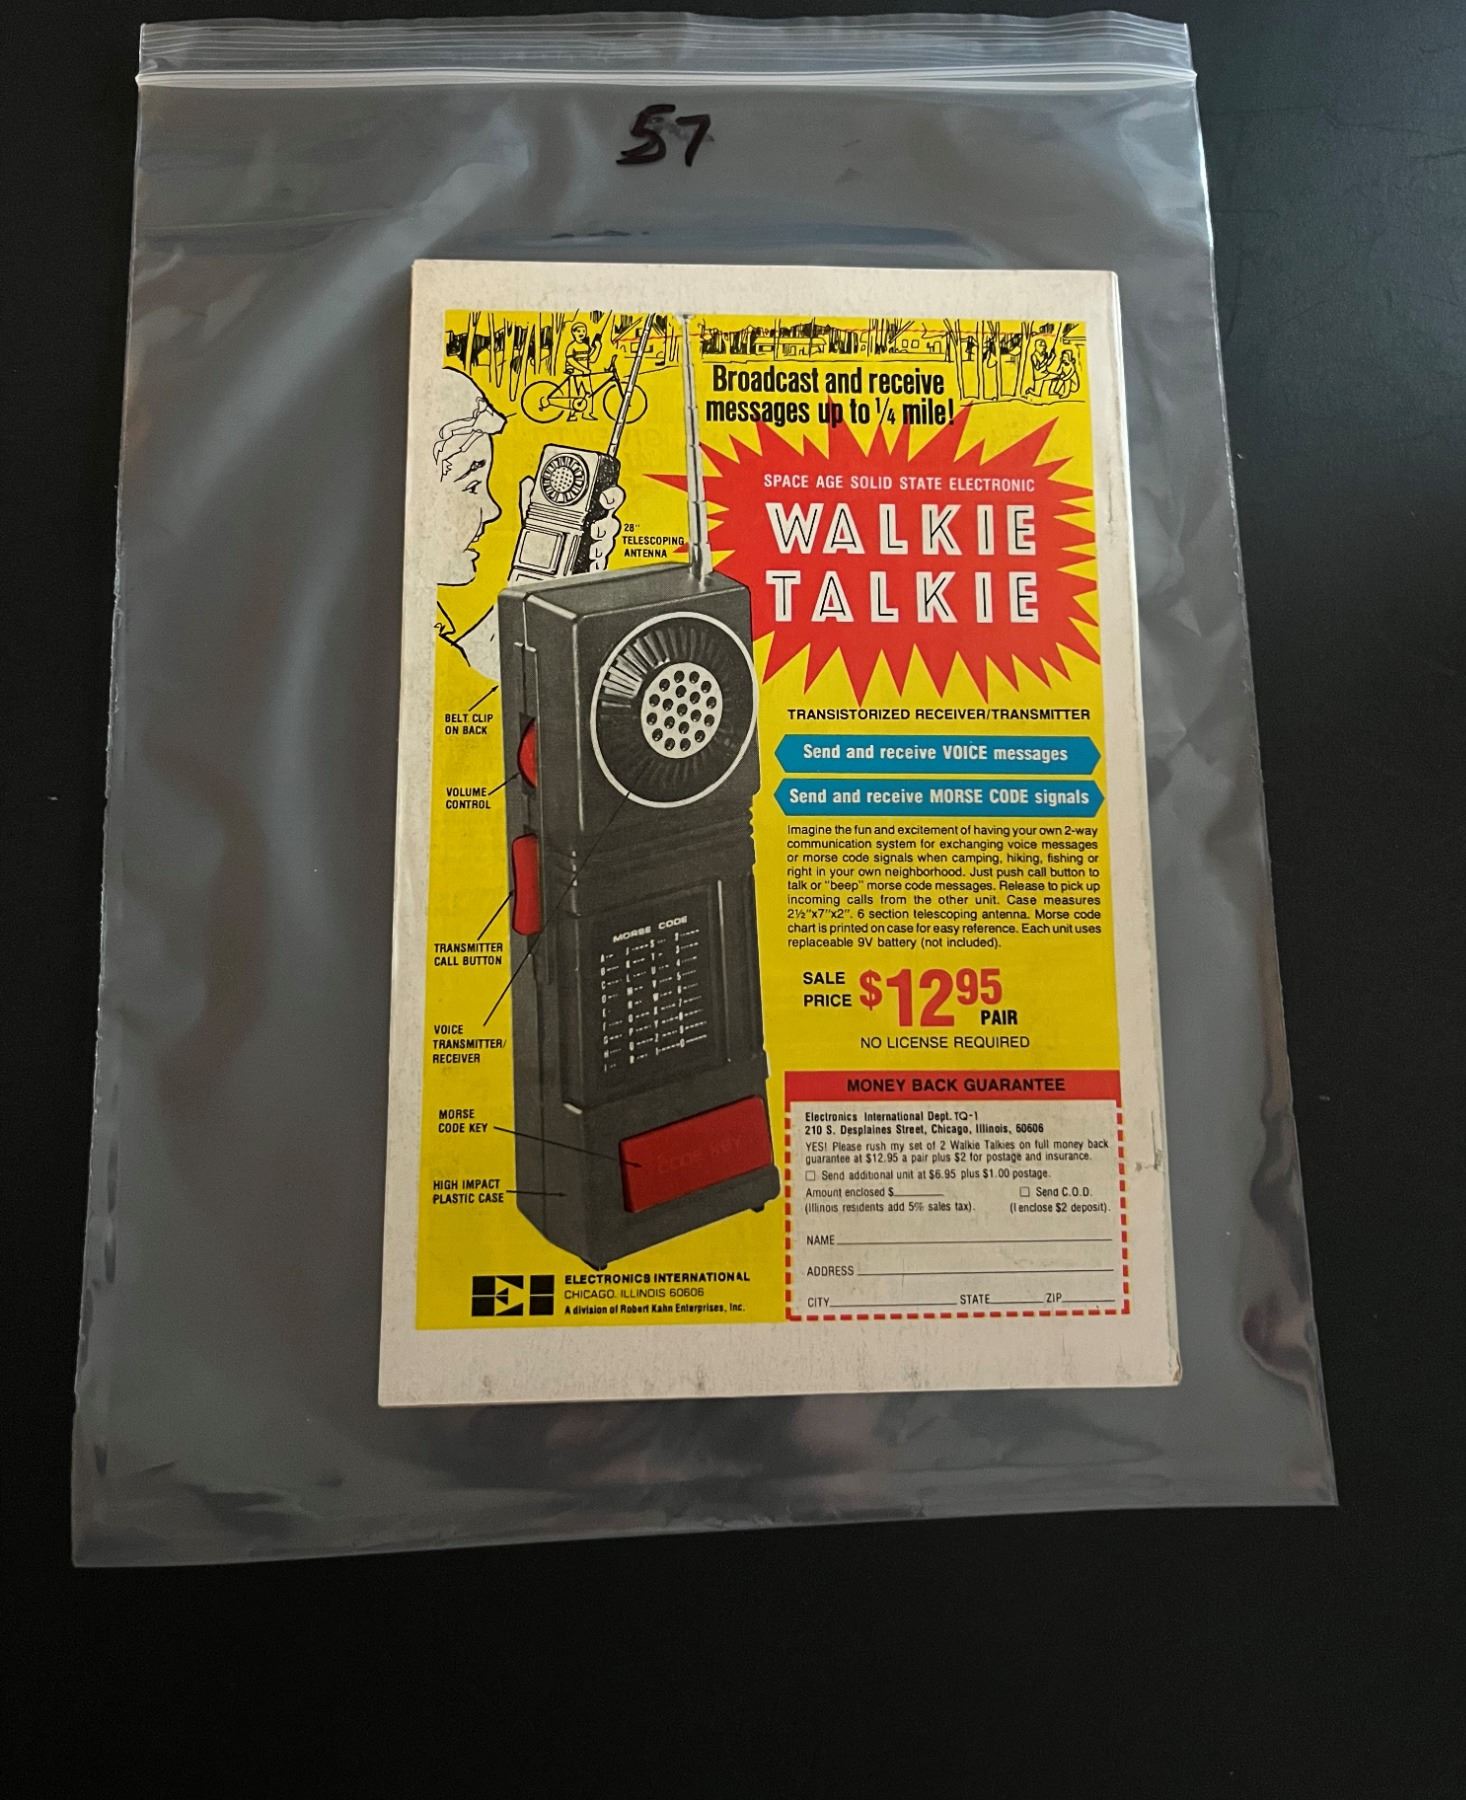 57
Broadcast and receive
messages up to 1/4 mile!
SPACE AGE SOLID STATE ELECTRONIC
WALKIE
TALKIE
28"
TELESCOPING
ANTENNA
BELT CLIP
ON BACK
VOLUME
CONTROL
TRANSMITTER
CALL BUTTON
VOICE
TRANSMITTER/
RECEIVER
MORSE
CODE KEY
HIGH IMPACT
PLASTIC CASE
MORSE CODE
CODE KEY
TRANSISTORIZED RECEIVER/TRANSMITTER
Send and receive VOICE messages
Send and receive MORSE CODE signals
Imagine the fun and excitement of having your own 2-way
communication system for exchanging voice messages
or morse code signals when camping, hiking, fishing or
right in your own neighborhood. Just push call button to
talk or "beep" morse code messages. Release to pick up
incoming calls from the other unit. Case measures
2½"x7"x2". 6 section telescoping antenna. Morse code
chart is printed on case for easy reference. Each unit uses
replaceable 9V battery (not included).
SALE
PRICE $12.95
PAIR
NO LICENSE REQUIRED
MONEY BACK GUARANTEE
Electronics International Dept. TQ-1
210 S. Desplaines Street, Chicago, Illinois, 60606
YES! Please rush my set of 2 Walkie Talkies on full money back
guarantee at $12.95 a pair plus $2 for postage and insurance.
☐ Send additional unit at $6.95 plus $1.00 postage.
Amount enclosed $________ ☐ Send C.O.D.
(Illinois residents add 5% sales tax). (I enclose $2 deposit).
NAME
ADDRESS
CITY STATE ZIP
ELECTRONICS INTERNATIONAL
CHICAGO, ILLINOIS 60606
A division of Robert Kahn Enterprises, Inc.